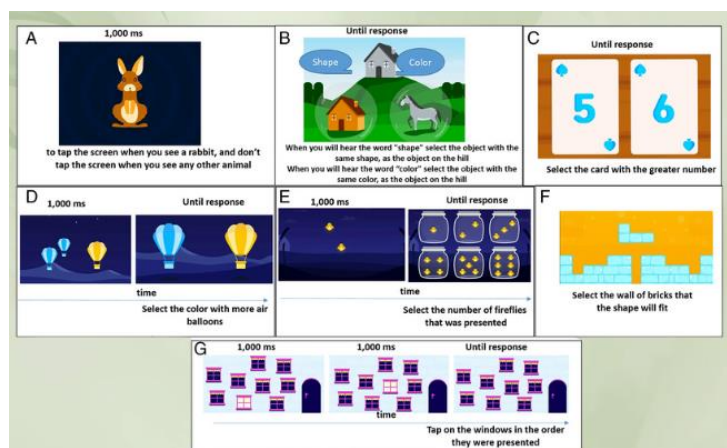 A
1,000 ms
to tap the screen when you see a rabbit, and don't
tap the screen when you see any other animal
B
Until response
Shape
Color
When you will hear the word "shape" select the object with the
same shape, as the object on the hill
When you will hear the word "color" select the object with the
same color, as the object on the hill
C
Until response
5
6
Select the card with the greater number
D
1,000 ms
Until response
time
Select the color with more air
balloons
E
1,000 ms
Until response
time
Select the number of fireflies
that was presented
F
Select the wall of bricks that
the shape will fit
G
1,000 ms
1,000 ms
Until response
time
Tap on the windows in the order
they were presented